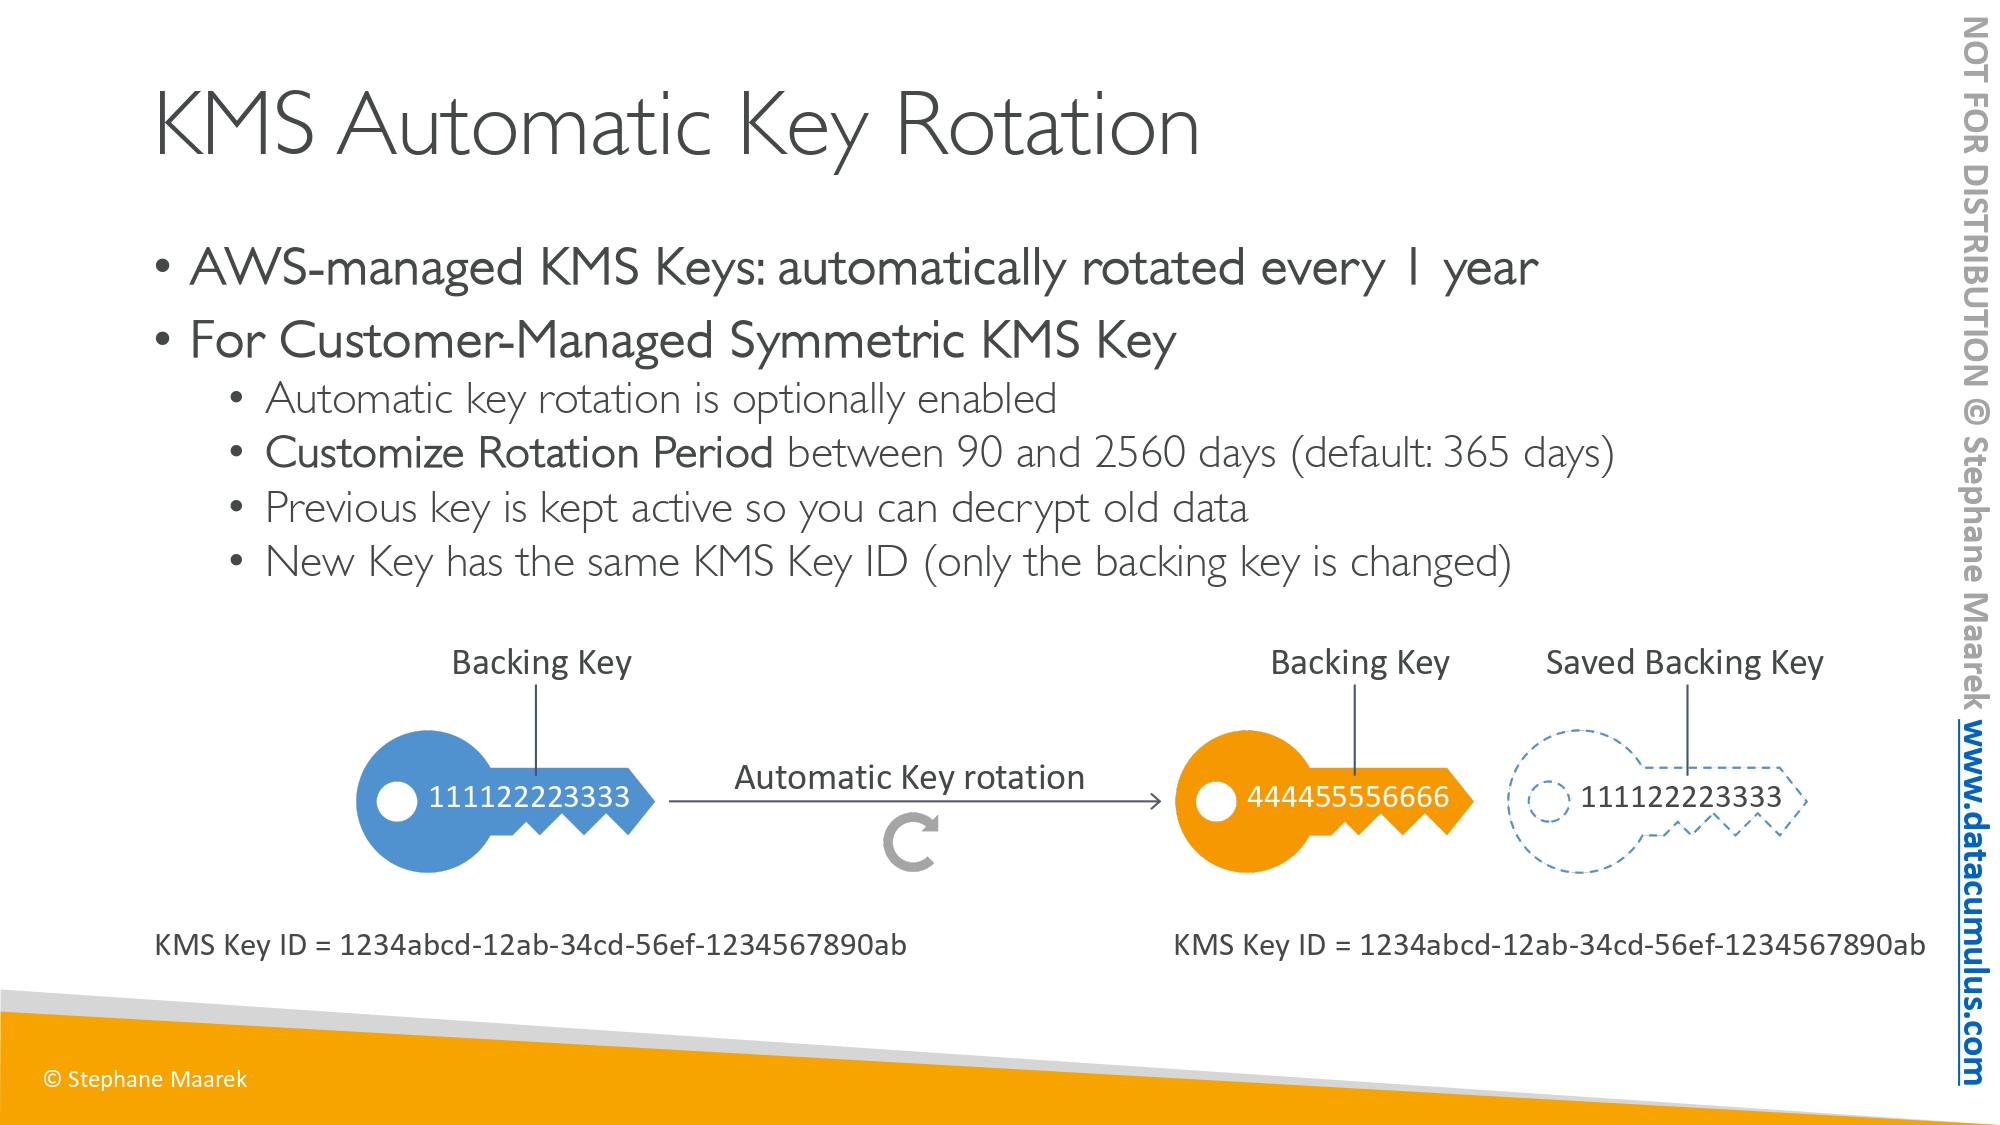 KMS Automatic Key Rotation
• AWS-managed KMS Keys: automatically rotated every 1 year
• For Customer-Managed Symmetric KMS Key
• Automatic key rotation is optionally enabled
• Customize Rotation Period between 90 and 2560 days (default: 365 days)
• Previous key is kept active so you can decrypt old data
• New Key has the same KMS Key ID (only the backing key is changed)
Backing Key
111122223333
Automatic Key rotation
Backing Key
444455556666
Saved Backing Key
111122223333
KMS Key ID = 1234abcd-12ab-34cd-56ef-1234567890ab
KMS Key ID = 1234abcd-12ab-34cd-56ef-1234567890ab
© Stephane Maarek
NOT FOR DISTRIBUTION © Stephane Maarek www.datacumulus.com